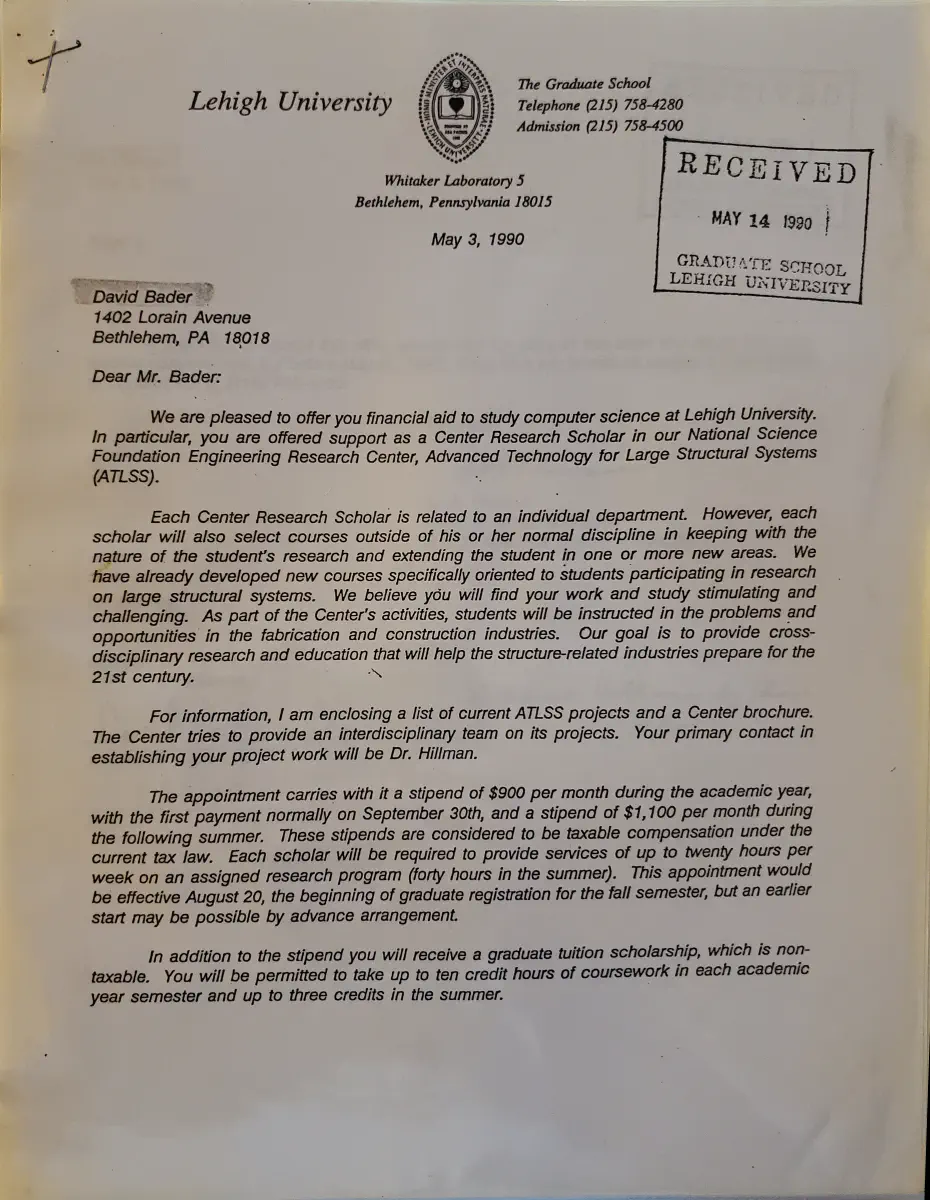 Lehigh University
HOMO MINISTER ET INTERPRES NATURAE
LEHIGH UNIVERSITY
The Graduate School
Telephone (215) 758-4280
Admission (215) 758-4500
Whitaker Laboratory 5
Bethlehem, Pennsylvania 18015
RECEIVED
MAY 14 1990
GRADUATE SCHOOL
LEHIGH UNIVERSITY
May 3, 1990
David Bader
1402 Lorain Avenue
Bethlehem, PA 18018
Dear Mr. Bader:
We are pleased to offer you financial aid to study computer science at Lehigh University.
In particular, you are offered support as a Center Research Scholar in our National Science
Foundation Engineering Research Center, Advanced Technology for Large Structural Systems
(ATLSS).
Each Center Research Scholar is related to an individual department. However, each
scholar will also select courses outside of his or her normal discipline in keeping with the
nature of the student's research and extending the student in one or more new areas. We
have already developed new courses specifically oriented to students participating in research
on large structural systems. We believe you will find your work and study stimulating and
challenging. As part of the Center's activities, students will be instructed in the problems and
opportunities in the fabrication and construction industries. Our goal is to provide cross-
disciplinary research and education that will help the structure-related industries prepare for the
21st century.
For information, I am enclosing a list of current ATLSS projects and a Center brochure.
The Center tries to provide an interdisciplinary team on its projects. Your primary contact in
establishing your project work will be Dr. Hillman.
The appointment carries with it a stipend of $900 per month during the academic year,
with the first payment normally on September 30th, and a stipend of $1,100 per month during
the following summer. These stipends are considered to be taxable compensation under the
current tax law. Each scholar will be required to provide services of up to twenty hours per
week on an assigned research program (forty hours in the summer). This appointment would
be effective August 20, the beginning of graduate registration for the fall semester, but an earlier
start may be possible by advance arrangement.
In addition to the stipend you will receive a graduate tuition scholarship, which is non-
taxable. You will be permitted to take up to ten credit hours of coursework in each academic
year semester and up to three credits in the summer.